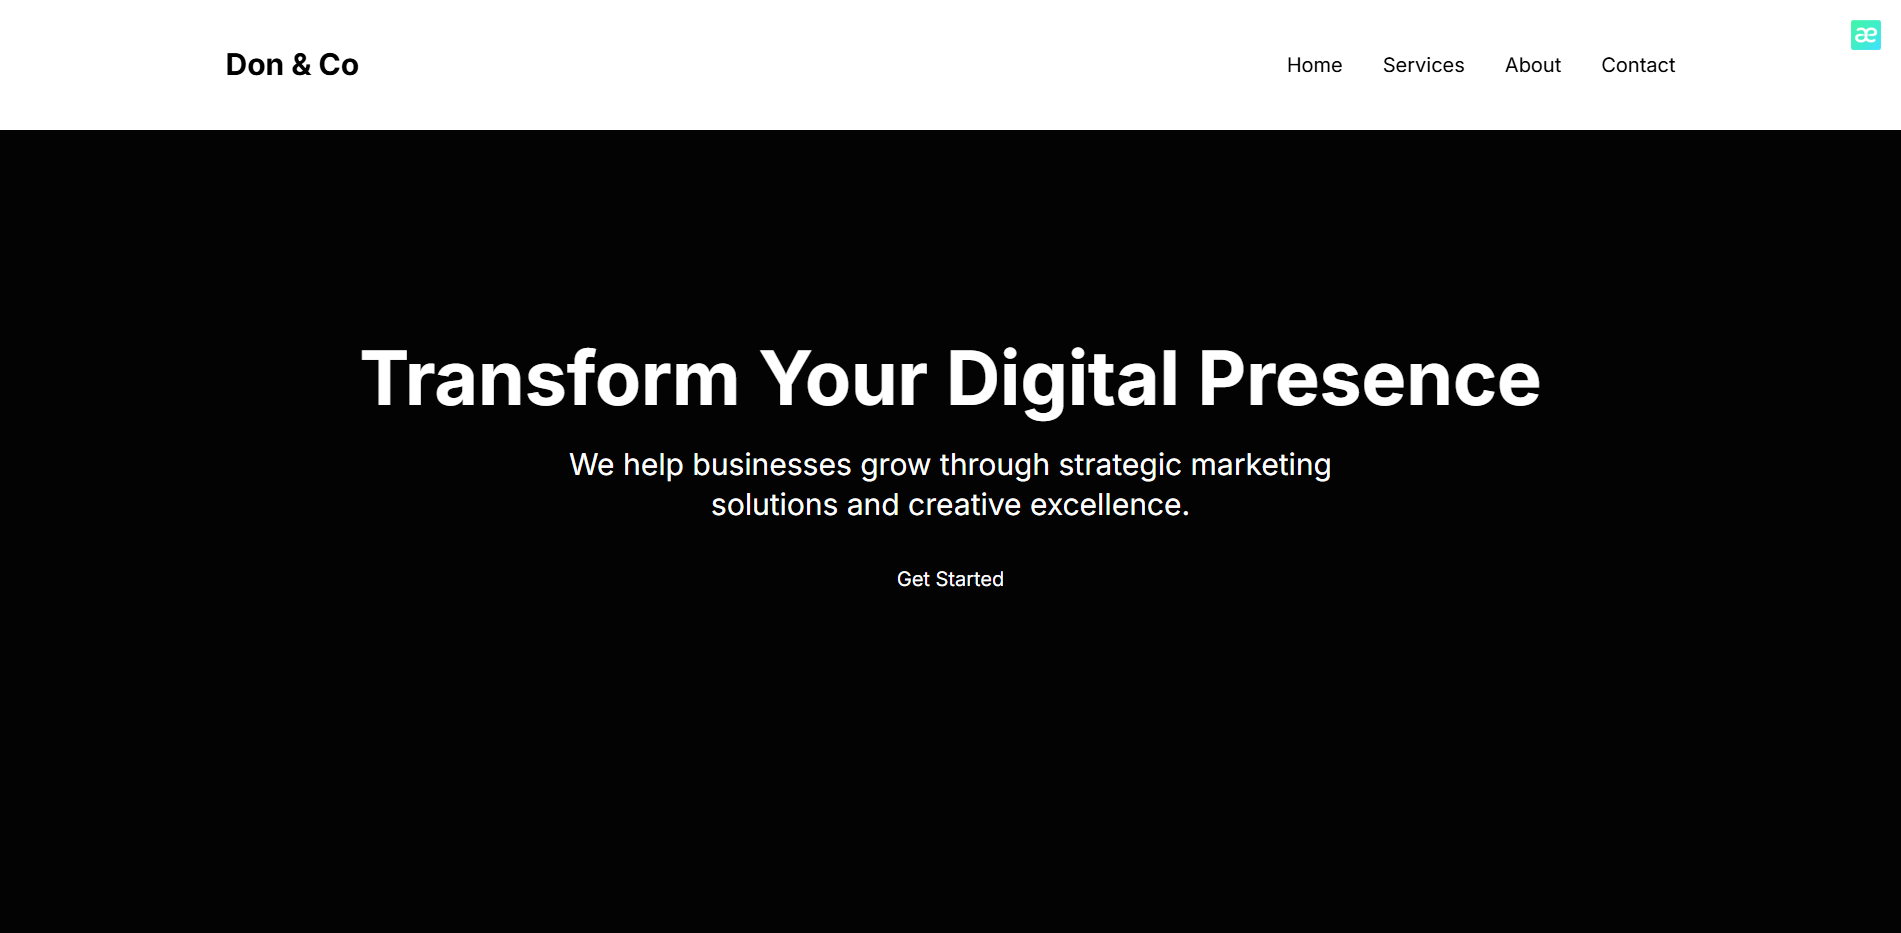 Don & Co
Home Services About Contact
æ
Transform Your Digital Presence
We help businesses grow through strategic marketing
solutions and creative excellence.
Get Started